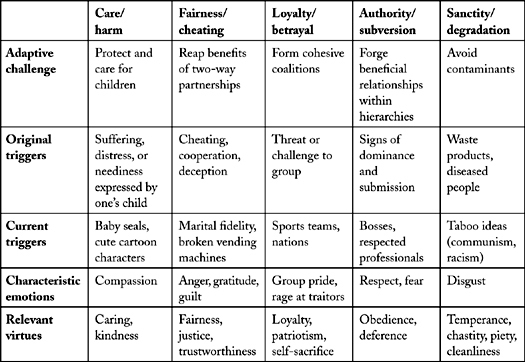 Care/
harm
Fairness/
cheating
Loyalty/
betrayal
Authority/
subversion
Sanctity/
degradation
Adaptive
challenge
Protect and
care for
children
Reap benefits
of two-way
partnerships
Form cohesive
coalitions
Forge
beneficial
relationships
within
hierarchies
Avoid
contaminants
Original
triggers
Suffering,
distress, or
neediness
expressed by
one's child
Cheating,
cooperation,
deception
Threat or
challenge to
group
Signs of
dominance
and
submission
Waste
products,
diseased
people
Current
triggers
Baby seals,
cute cartoon
characters
Marital fidelity,
broken vending
machines
Sports teams,
nations
Bosses,
respected
professionals
Taboo ideas
(communism,
racism)
Characteristic
emotions
Compassion
Anger, gratitude,
guilt
Group pride,
rage at traitors
Respect, fear
Disgust
Relevant
virtues
Caring,
kindness
Fairness,
justice,
trustworthiness
Loyalty,
patriotism,
self-sacrifice
Obedience,
deference
Temperance,
chastity, piety,
cleanliness